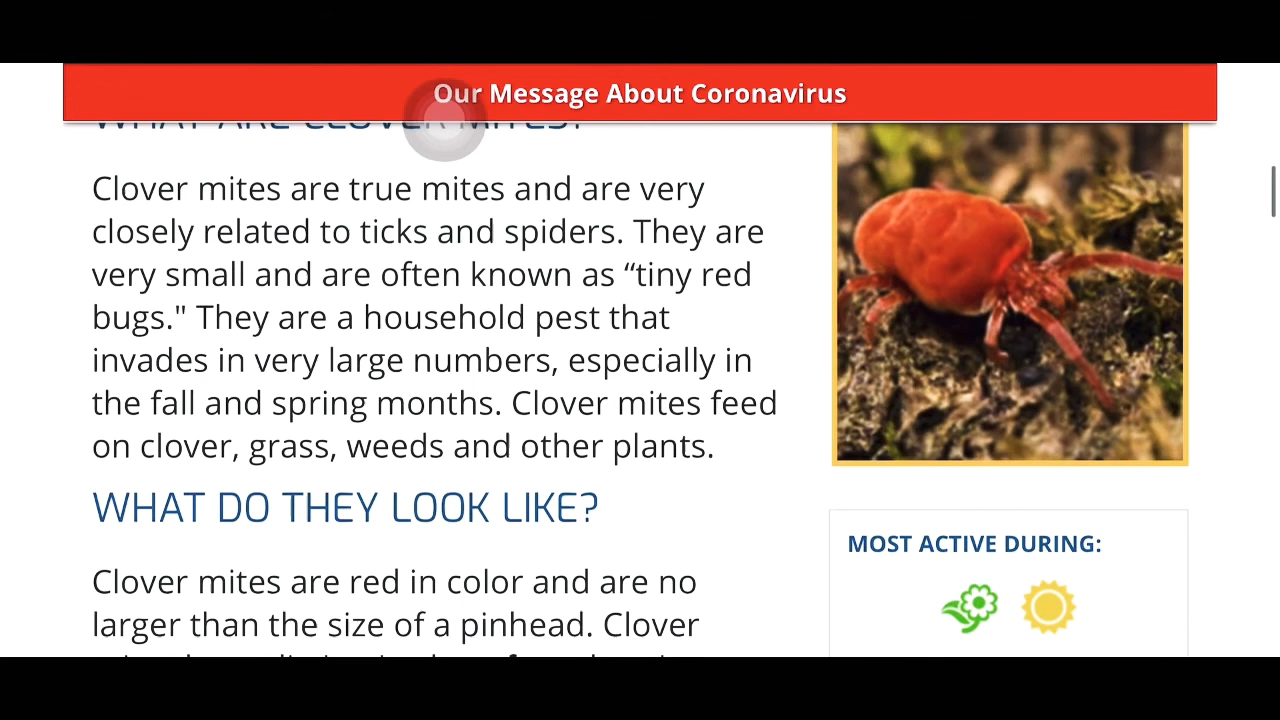 Our Message About Coronavirus
WHAT ARE CLOVER MITES?
Clover mites are true mites and are very
closely related to ticks and spiders. They are
very small and are often known as “tiny red
bugs." They are a household pest that
invades in very large numbers, especially in
the fall and spring months. Clover mites feed
on clover, grass, weeds and other plants.
WHAT DO THEY LOOK LIKE?
Clover mites are red in color and are no
larger than the size of a pinhead. Clover
MOST ACTIVE DURING: